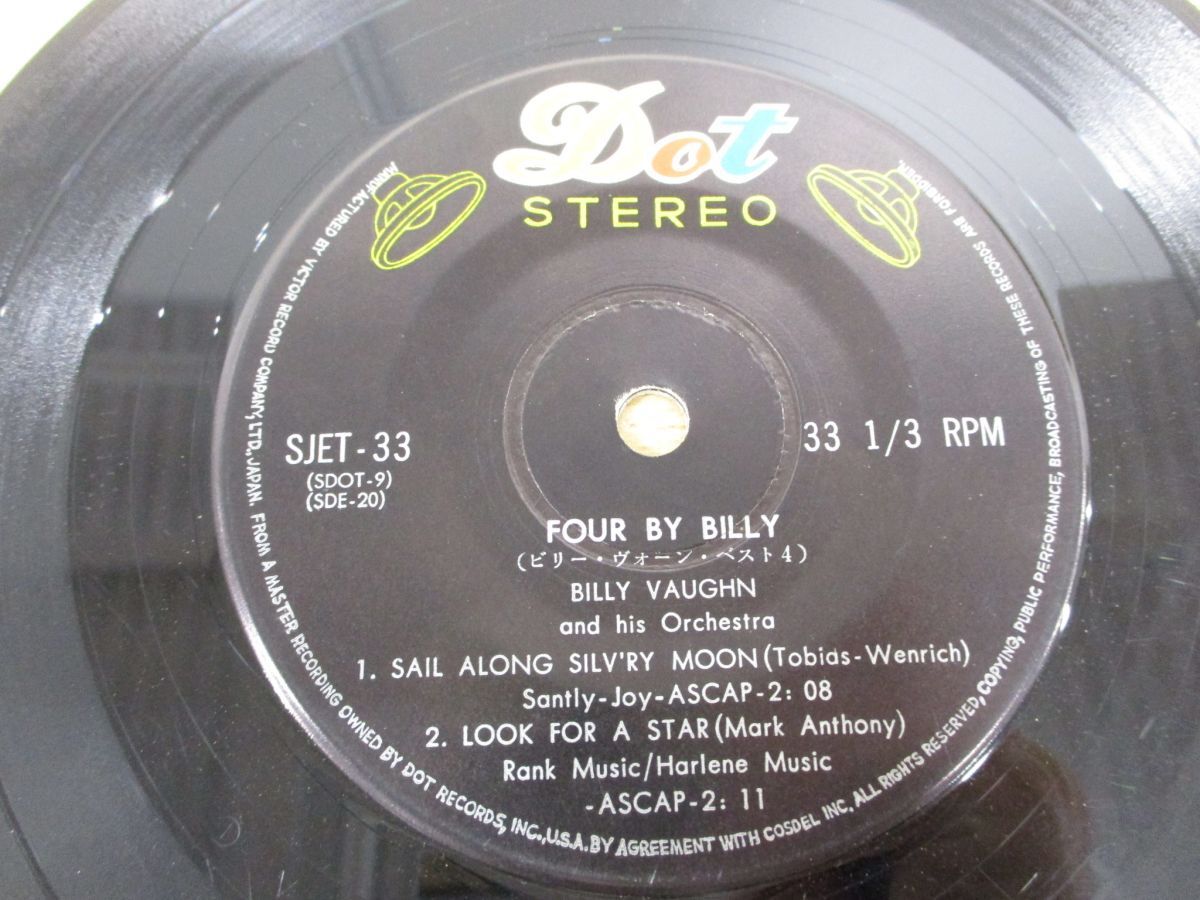 Dot
STEREO
SJET-33
(SDOT-9)
(SDE-20)
33 1/3 RPM
FOUR BY BILLY
(ビリー・ヴォーン・ベスト4)
BILLY VAUGHN
and his Orchestra
1. SAIL ALONG SILV'RY MOON(Tobias-Wenrich)
Santly-Joy-ASCAP-2: 08
2. LOOK FOR A STAR(Mark Anthony)
Rank Music/Harlene Music
-ASCAP-2: 11
MANUFACTURED BY VICTOR RECORD COMPANY, LTD., JAPAN. FROM A MASTER RECORDING OWNED BY DOT RECORDS, INC., U.S.A. BY AGREEMENT WITH COSDEL INC. ALL RIGHTS RESERVED, COPYING, PUBLIC PERFORMANCE, BROADCASTING OF THESE RECORDS ARE FORBIDDEN.